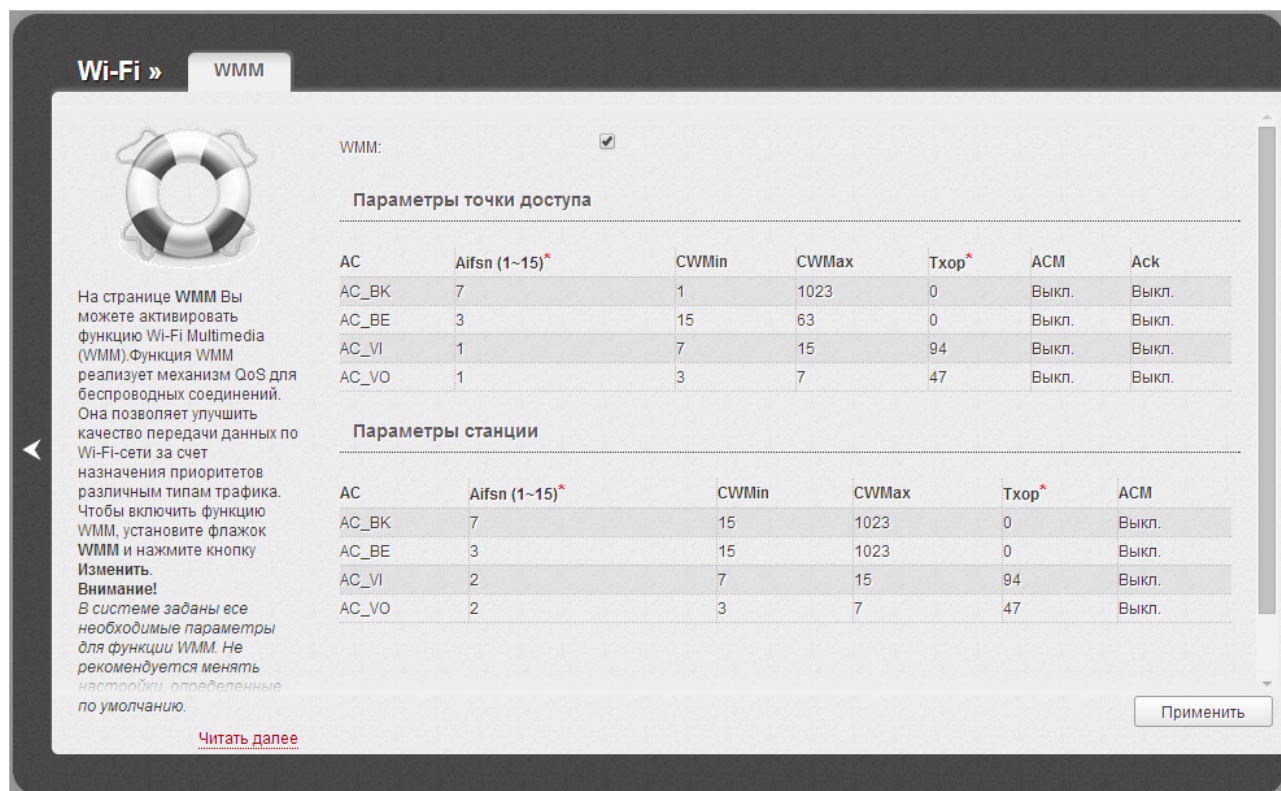 Wi-Fi »
WMM
На странице WMM Вы
можете активировать
функцию Wi-Fi Multimedia
(WMM).Функция WMM
реализует механизм QoS для
беспроводных соединений.
Она позволяет улучшить
качество передачи данных по
Wi-Fi-сети за счет
назначения приоритетов
различным типам трафика.
Чтобы включить функцию
WMM, установите флажок
WMM и нажмите кнопку
Изменить.
Внимание!
В системе заданы все
необходимые параметры
для функции WMM. Не
рекомендуется менять
настройки, определенные
по умолчанию.
Читать далее
WMM:
Параметры точки доступа
AC Aifsn (1~15)* CWMin CWMax Txop* ACM Ack
AC_BK 7 1 1023 0 Выкл. Выкл.
AC_BE 3 15 63 0 Выкл. Выкл.
AC_VI 1 7 15 94 Выкл. Выкл.
AC_VO 1 3 7 47 Выкл. Выкл.
Параметры станции
AC Aifsn (1~15)* CWMin CWMax Txop* ACM
AC_BK 7 15 1023 0 Выкл.
AC_BE 3 15 1023 0 Выкл.
AC_VI 2 7 15 94 Выкл.
AC_VO 2 3 7 47 Выкл.
Применить